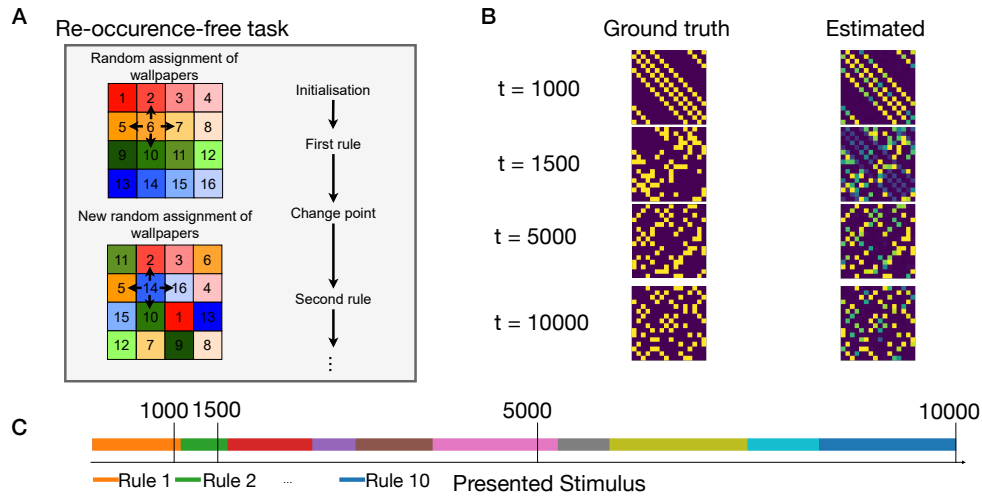 A
Re-occurence-free task
Random assignment of
wallpapers
1 2 3 4
5 6 7 8
9 10 11 12
13 14 15 16
New random assignment of
wallpapers
11 2 3 6
5 14 16 4
15 10 1 13
12 7 9 8
Initialisation
First rule
Change point
Second rule
⋮
B
Ground truth
Estimated
t = 1000
t = 1500
t = 5000
t = 10000
C
1000 1500 5000 10000
Rule 1 Rule 2 ... Rule 10 Presented Stimulus